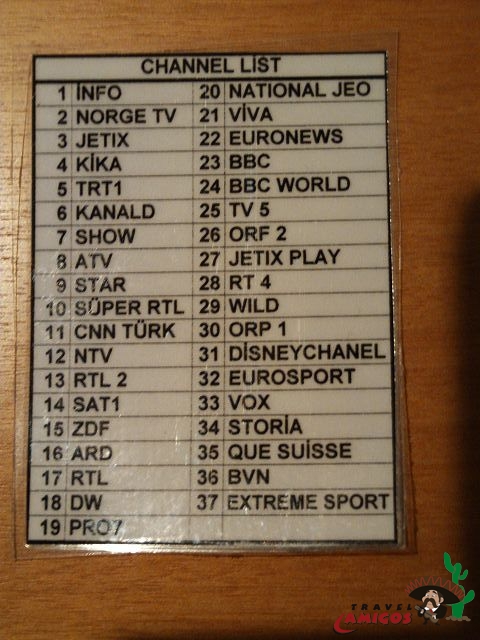 CHANNEL LİST
1 İNFO 20 NATIONAL JEO
2 NORGE TV 21 VİVA
3 JETIX 22 EURONEWS
4 KİKA 23 BBC
5 TRT1 24 BBC WORLD
6 KANALD 25 TV 5
7 SHOW 26 ORF 2
8 ATV 27 JETIX PLAY
9 STAR 28 RT 4
10 SÜPER RTL 29 WILD
11 CNN TÜRK 30 ORP 1
12 NTV 31 DİSNEYCHANEL
13 RTL 2 32 EUROSPORT
14 SAT1 33 VOX
15 ZDF 34 STORİA
16 ARD 35 QUE SUİSSE
17 RTL 36 BVN
18 DW 37 EXTREME SPORT
19 PRO7
TRAVEL
AMIGOS